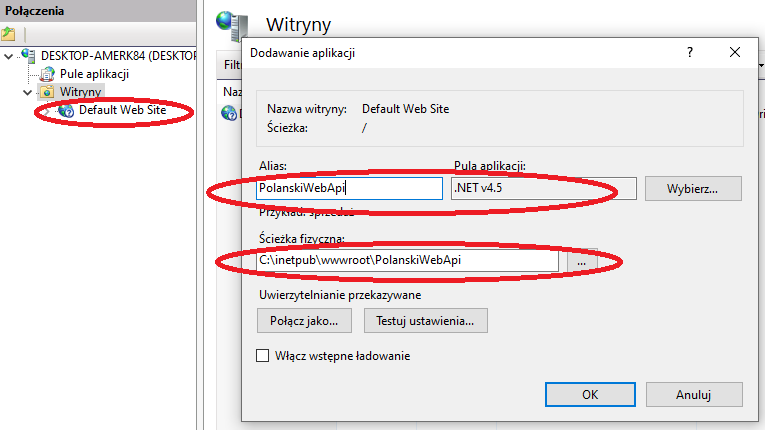 Połączenia
DESKTOP-AMERK84 (DESKTOP
Pule aplikacji
Witryny
Default Web Site
Witryny
Filt
Naz
Dodawanie aplikacji
?
Nazwa witryny: Default Web Site
Ścieżka: /
Alias: Pula aplikacji:
PolanskiWebApi .NET v4.5 Wybierz...
Przykład: sprzedaż
Ścieżka fizyczna:
C:\inetpub\wwwroot\PolanskiWebApi ...
Uwierzytelnianie przekazywane
Połącz jako... Testuj ustawienia...
Włącz wstępne ładowanie
OK Anuluj